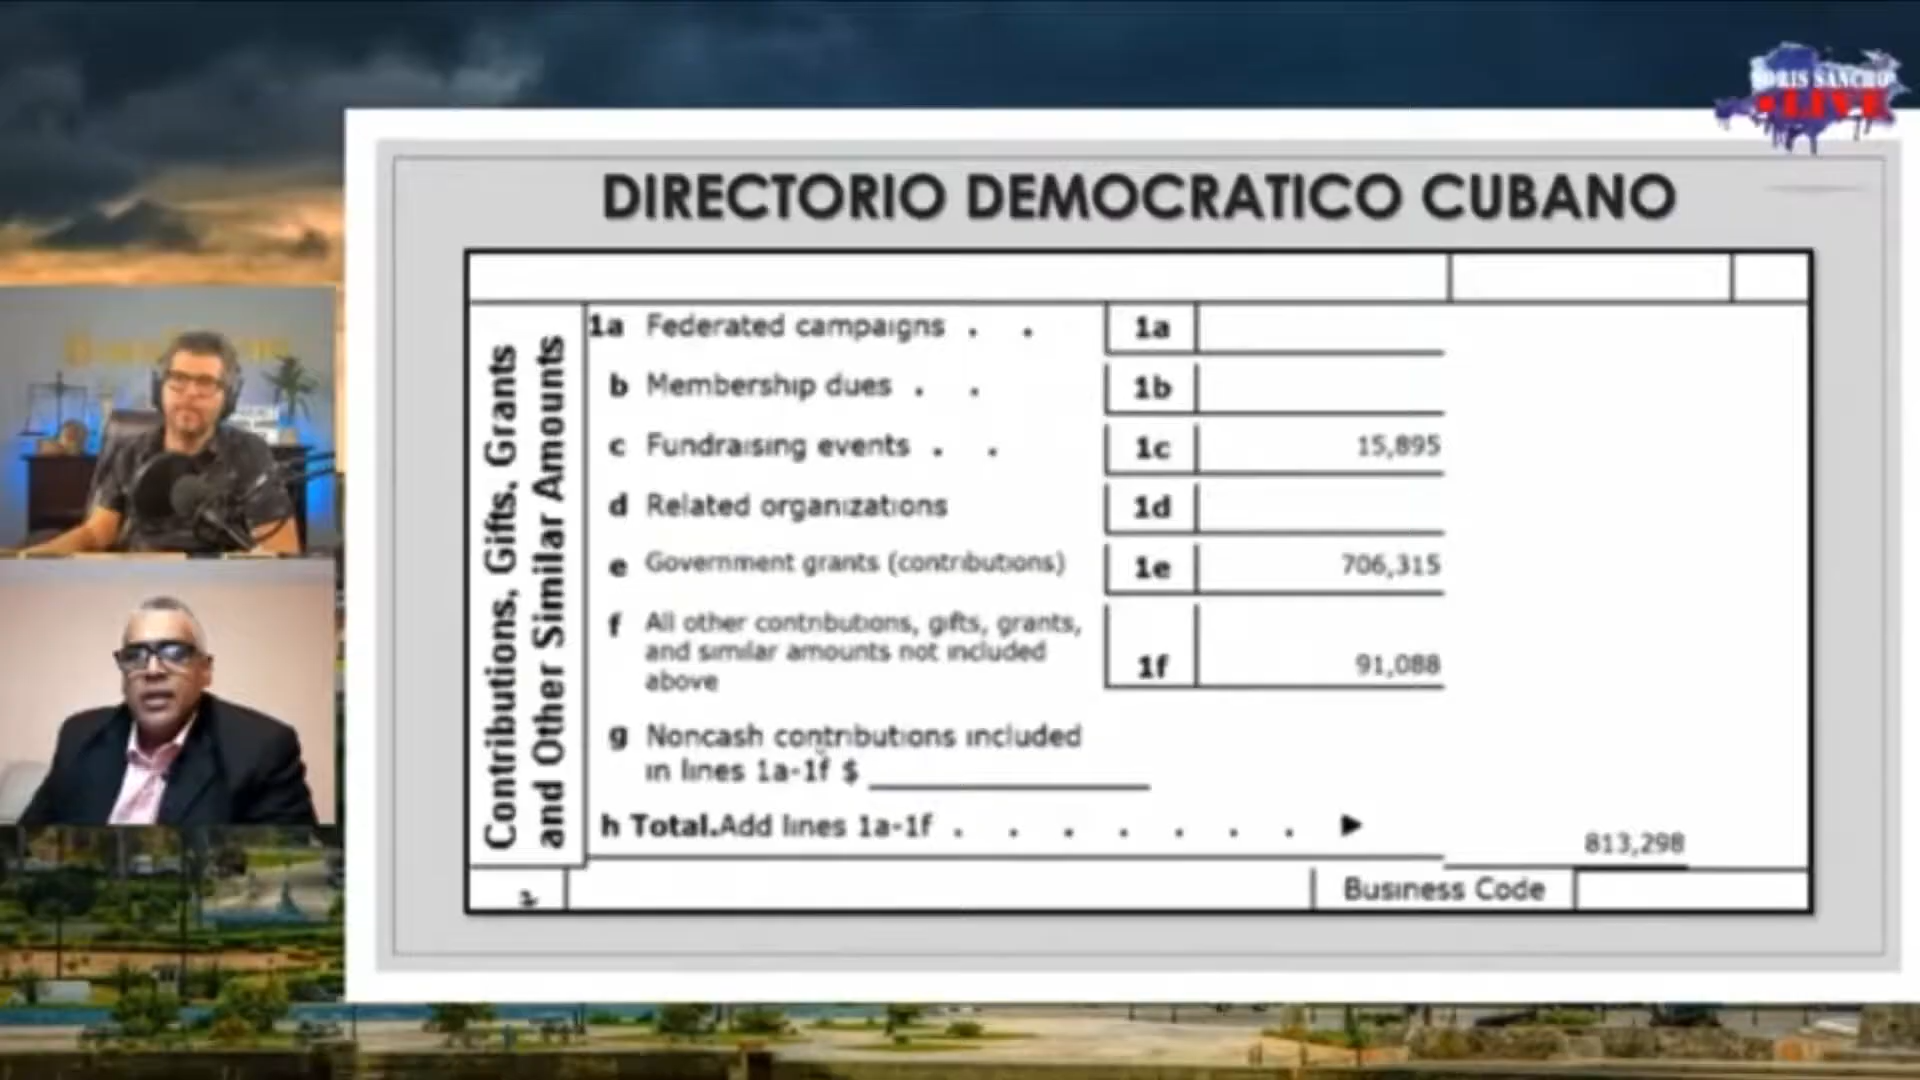 ORIS SANCHO
LIVE
DIRECTORIO DEMOCRATICO CUBANO
Contributions, Gifts, Grants
and Other Similar Amounts
1a Federated campaigns . . 1a
b Membership dues . . 1b
c Fundraising events . . 1c 15,895
d Related organizations 1d
e Government grants (contributions) 1e 706,315
f All other contributions, gifts, grants,
and similar amounts not included
above 1f 91,088
g Noncash contributions included
in lines 1a-1f $
h Total.Add lines 1a-1f . . . . . . . ► 813,298
Business Code